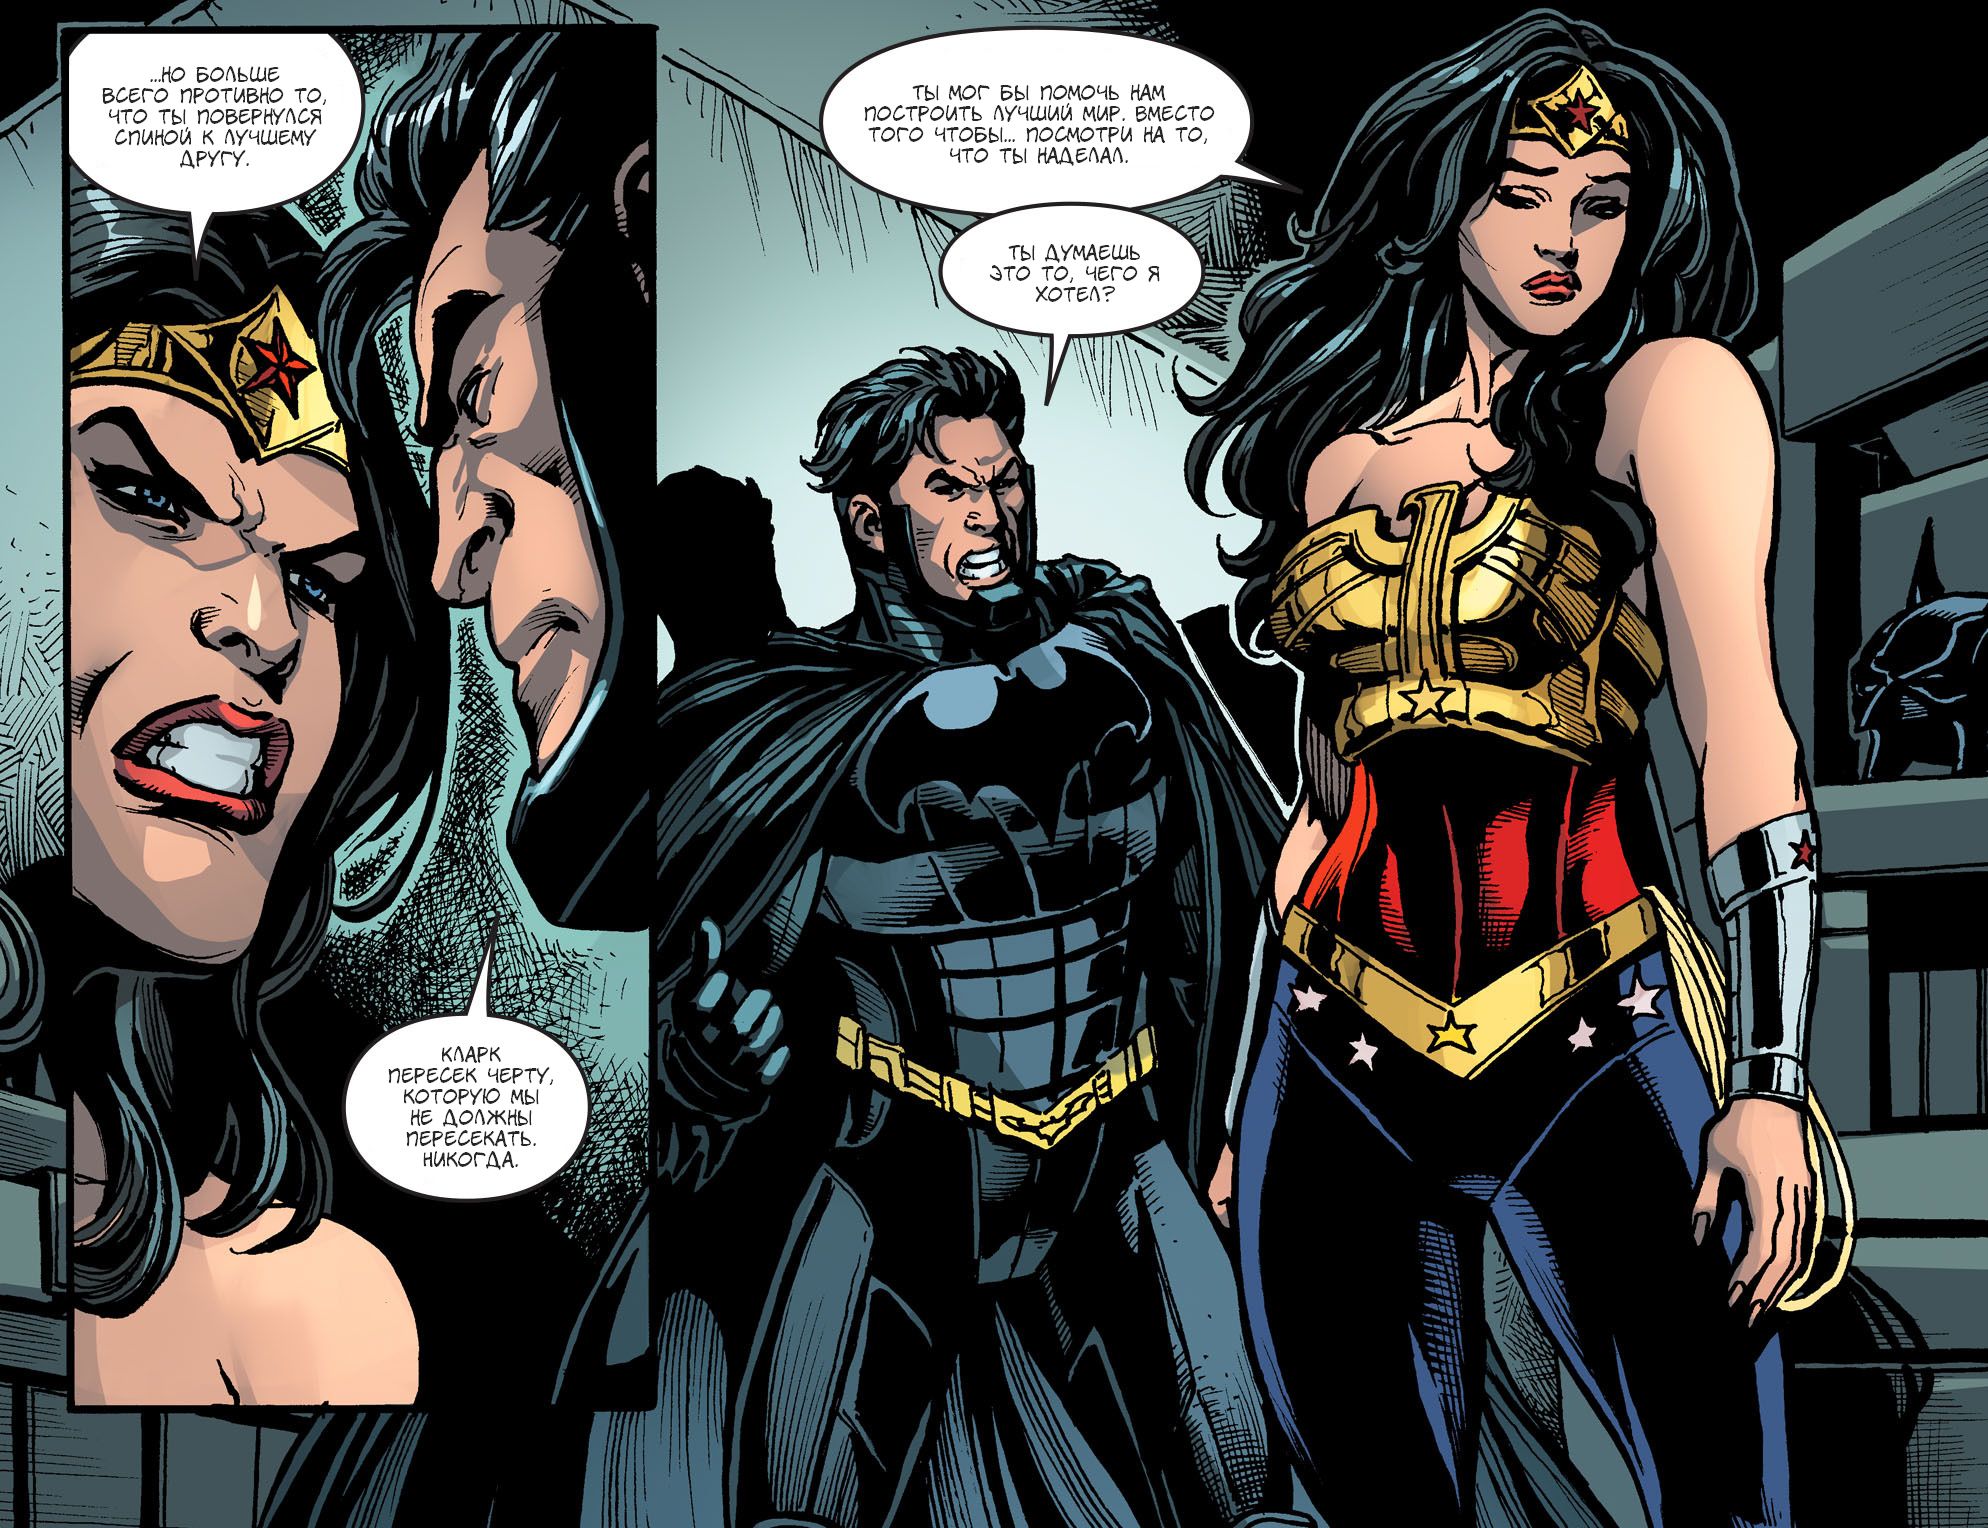 ...НО БОЛЬШЕ
ВСЕГО ПРОТИВНО ТО,
ЧТО ТЫ ПОВЕРНУЛСЯ
СПИНОЙ К ЛУЧШЕМУ
ДРУГУ.
КЛАРК
ПЕРЕСЕК ЧЕРТУ,
КОТОРУЮ МЫ
НЕ ДОЛЖНЫ
ПЕРЕСЕКАТЬ.
НИКОГДА.
ТЫ МОГ БЫ ПОМОЧЬ НАМ
ПОСТРОИТЬ ЛУЧШИЙ МИР. ВМЕСТО
ТОГО ЧТОБЫ... ПОСМОТРИ НА ТО,
ЧТО ТЫ НАДЕЛАЛ.
ТЫ ДУМАЕШЬ
ЭТО ТО, ЧЕГО Я
ХОТЕЛ?